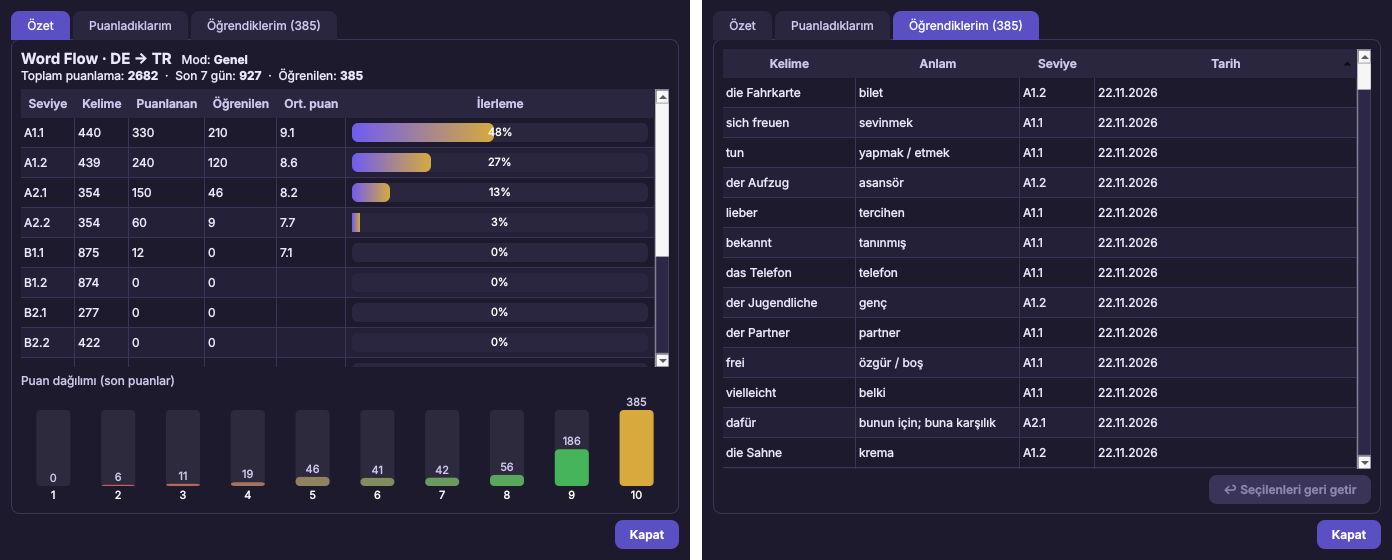 Özet Puanladıklarım Öğrendiklerim (385)
Word Flow · DE → TR Mod: Genel
Toplam puanlama: 2682 · Son 7 gün: 927 · Öğrenilen: 385
Seviye Kelime Puanlanan Öğrenilen Ort. puan İlerleme
A1.1 440 330 210 9.1 48%
A1.2 439 240 120 8.6 27%
A2.1 354 150 46 8.2 13%
A2.2 354 60 9 7.7 3%
B1.1 875 12 0 7.1 0%
B1.2 874 0 0 0%
B2.1 277 0 0 0%
B2.2 422 0 0 0%
Puan dağılımı (son puanlar)
0 6 11 19 46 41 42 56 186 385
1 2 3 4 5 6 7 8 9 10
Kapat
Özet Puanladıklarım Öğrendiklerim (385)
Kelime Anlam Seviye Tarih
die Fahrkarte bilet A1.2 22.11.2026
sich freuen sevinmek A1.1 22.11.2026
tun yapmak / etmek A1.1 22.11.2026
der Aufzug asansör A1.2 22.11.2026
lieber tercihen A1.1 22.11.2026
bekannt tanınmış A1.1 22.11.2026
das Telefon telefon A1.1 22.11.2026
der Jugendliche genç A1.2 22.11.2026
der Partner partner A1.1 22.11.2026
frei özgür / boş A1.1 22.11.2026
vielleicht belki A1.1 22.11.2026
dafür bunun için; buna karşılık A2.1 22.11.2026
die Sahne krema A1.2 22.11.2026
↩ Seçilenleri geri getir
Kapat